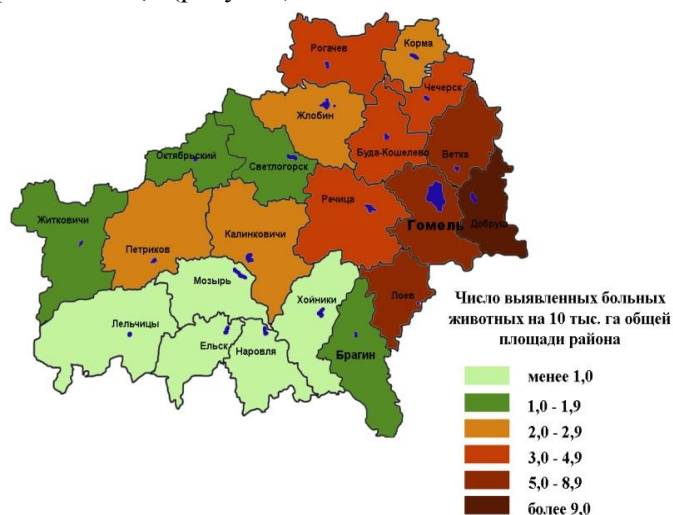 Рогачев
Корма
Чечерск
Жлобин
Буда-Кошелево
Ветка
Октябрьский
Светлогорск
Речица
Гомель
Добруш
Житковичи
Петриков
Калинковичи
Мозырь
Хойники
Лоев
Лельчицы
Ельск
Наровля
Брагин
Число выявленных больных
животных на 10 тыс. га общей
площади района
менее 1,0
1,0 - 1,9
2,0 - 2,9
3,0 - 4,9
5,0 - 8,9
более 9,0